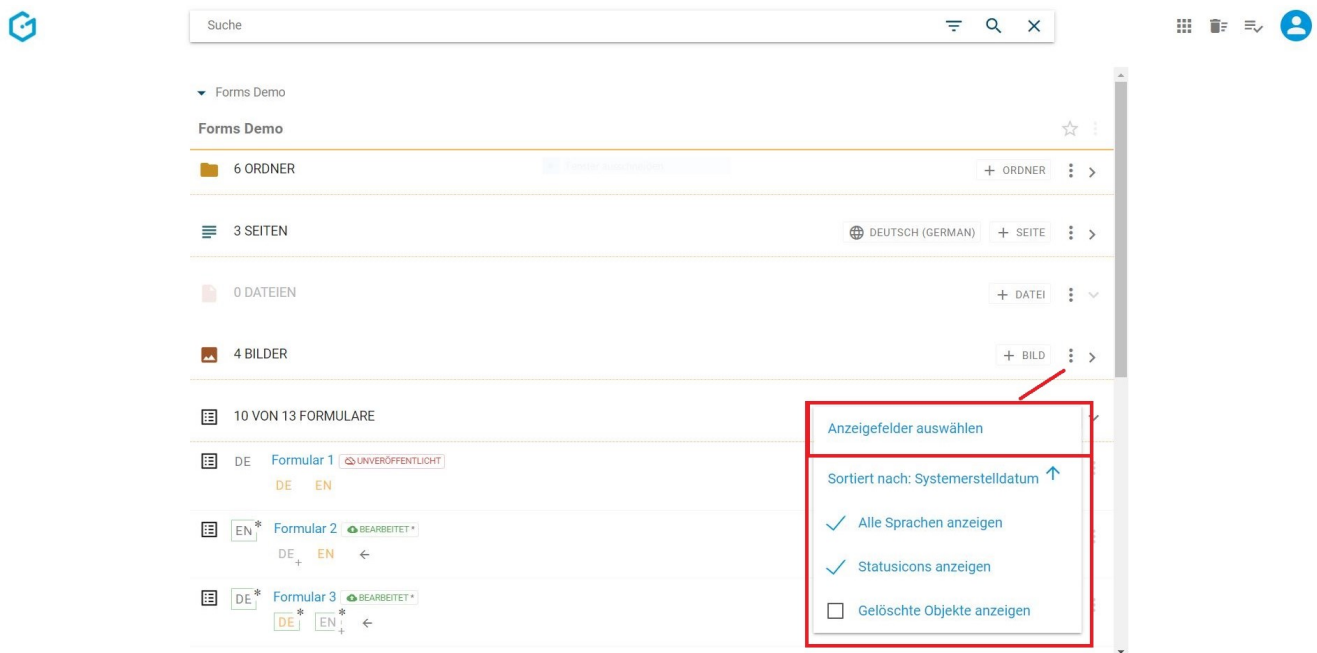 Suche
Forms Demo
Forms Demo
6 ORDNER
+ ORDNER
3 SEITEN
DEUTSCH (GERMAN)
+ SEITE
0 DATEIEN
+ DATEI
4 BILDER
+ BILD
10 VON 13 FORMULARE
Anzeigefelder auswählen
DE Formular 1 UNVERÖFFENTLICHT
DE EN
Sortiert nach: Systemerstelldatum
Alle Sprachen anzeigen
EN* Formular 2 BEARBEITET *
DE+ EN
Statusicons anzeigen
DE* Formular 3 BEARBEITET *
Gelöschte Objekte anzeigen
DE* EN*+